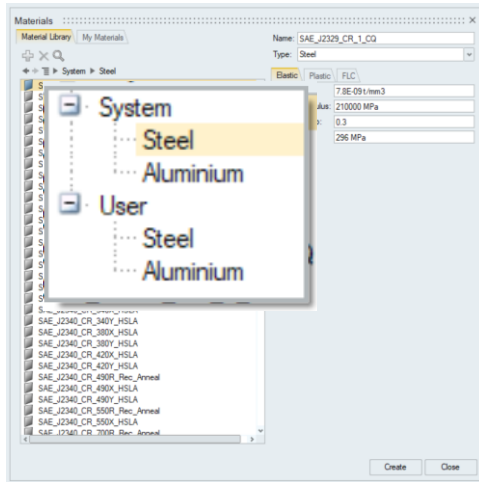 Materials
Material Library My Materials
Name: SAE_J2329_CR_1_CQ
Type: Steel
System Steel
Elastic Plastic FLC
7.8E-09 t/mm3
210000 MPa
0.3
296 MPa
System
Steel
Aluminium
User
Steel
Aluminium
SAE_J2340_CR_340Y_HSLA
SAE_J2340_CR_380X_HSLA
SAE_J2340_CR_380Y_HSLA
SAE_J2340_CR_420X_HSLA
SAE_J2340_CR_420Y_HSLA
SAE_J2340_CR_490R_Rec_Anneal
SAE_J2340_CR_490X_HSLA
SAE_J2340_CR_490Y_HSLA
SAE_J2340_CR_550R_Rec_Anneal
SAE_J2340_CR_550X_HSLA
SAE_J2340_CR_700R_Rec_Anneal
Create Close